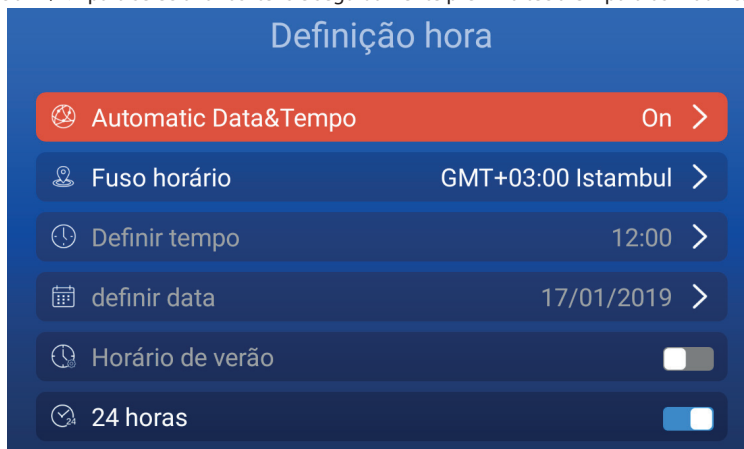 Definição hora
Automatic Data&Tempo On
Fuso horário GMT+03:00 Istambul
Definir tempo 12:00
definir data 17/01/2019
Horário de verão
24 horas